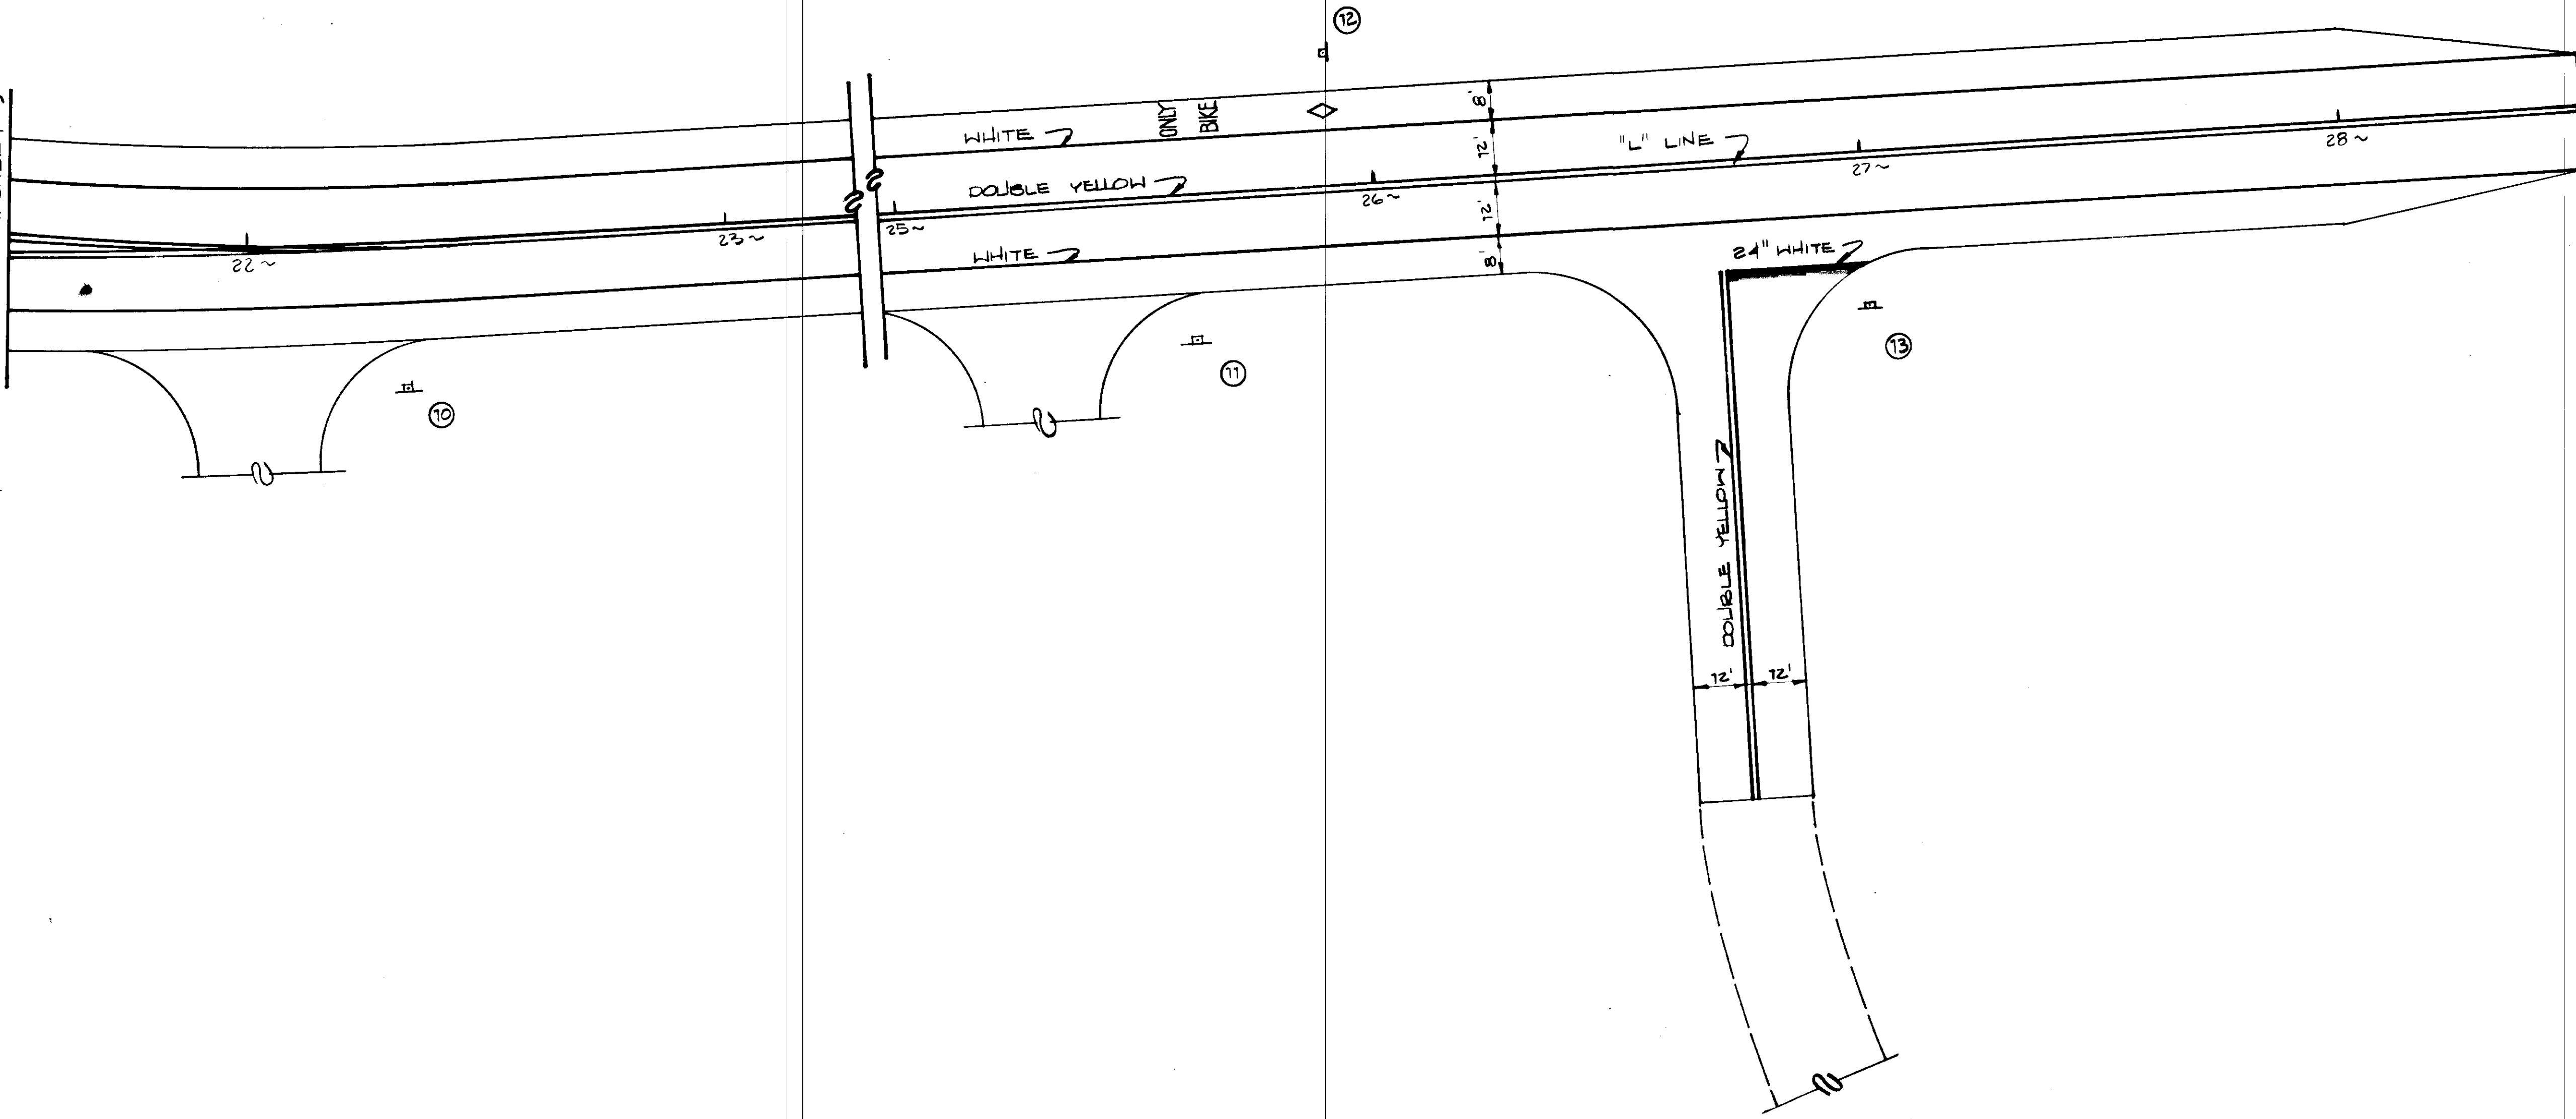 12
8'
ONLY
BIKE
WHITE
12'
"L" LINE
28~
27~
DOUBLE YELLOW
26~
12'
25~
23~
22~
WHITE
8'
24" WHITE
13
11
10
DOUBLE YELLOW
12'
12'